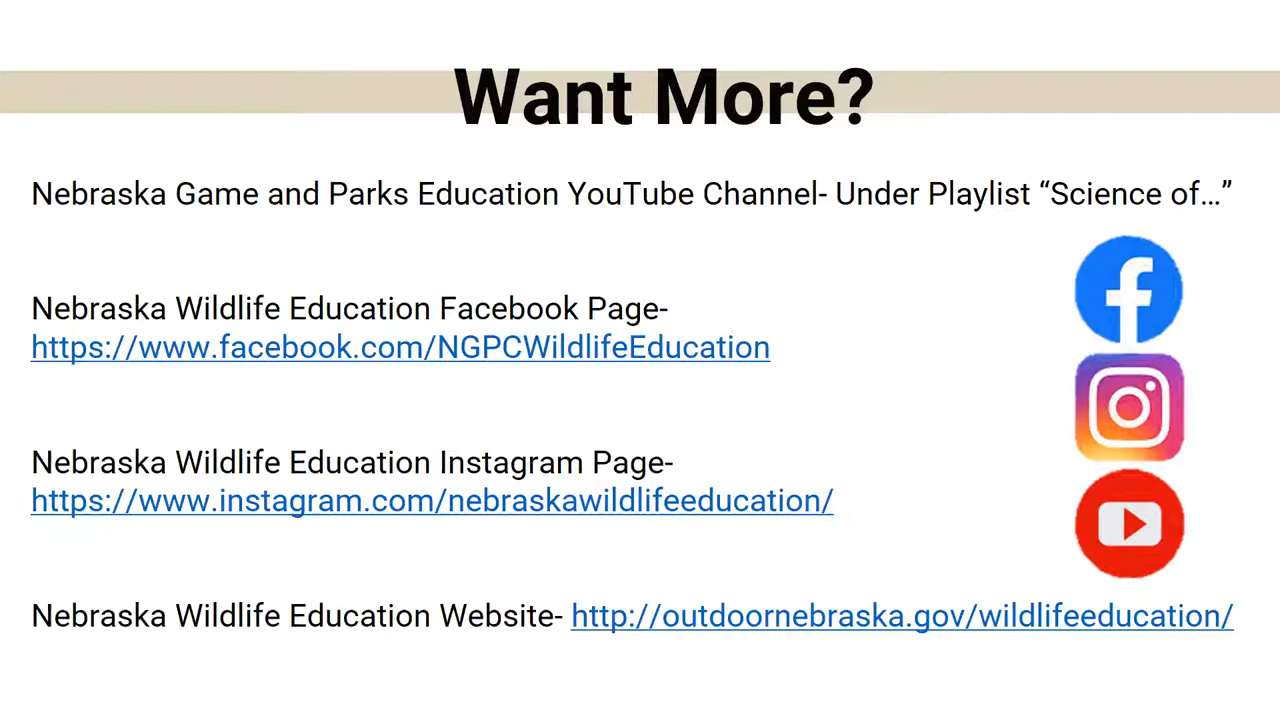 Want More?
Nebraska Game and Parks Education YouTube Channel- Under Playlist “Science of…”
Nebraska Wildlife Education Facebook Page-
https://www.facebook.com/NGPCWildlifeEducation
Nebraska Wildlife Education Instagram Page-
https://www.instagram.com/nebraskawildlifeeducation/
Nebraska Wildlife Education Website- http://outdoornebraska.gov/wildlifeeducation/